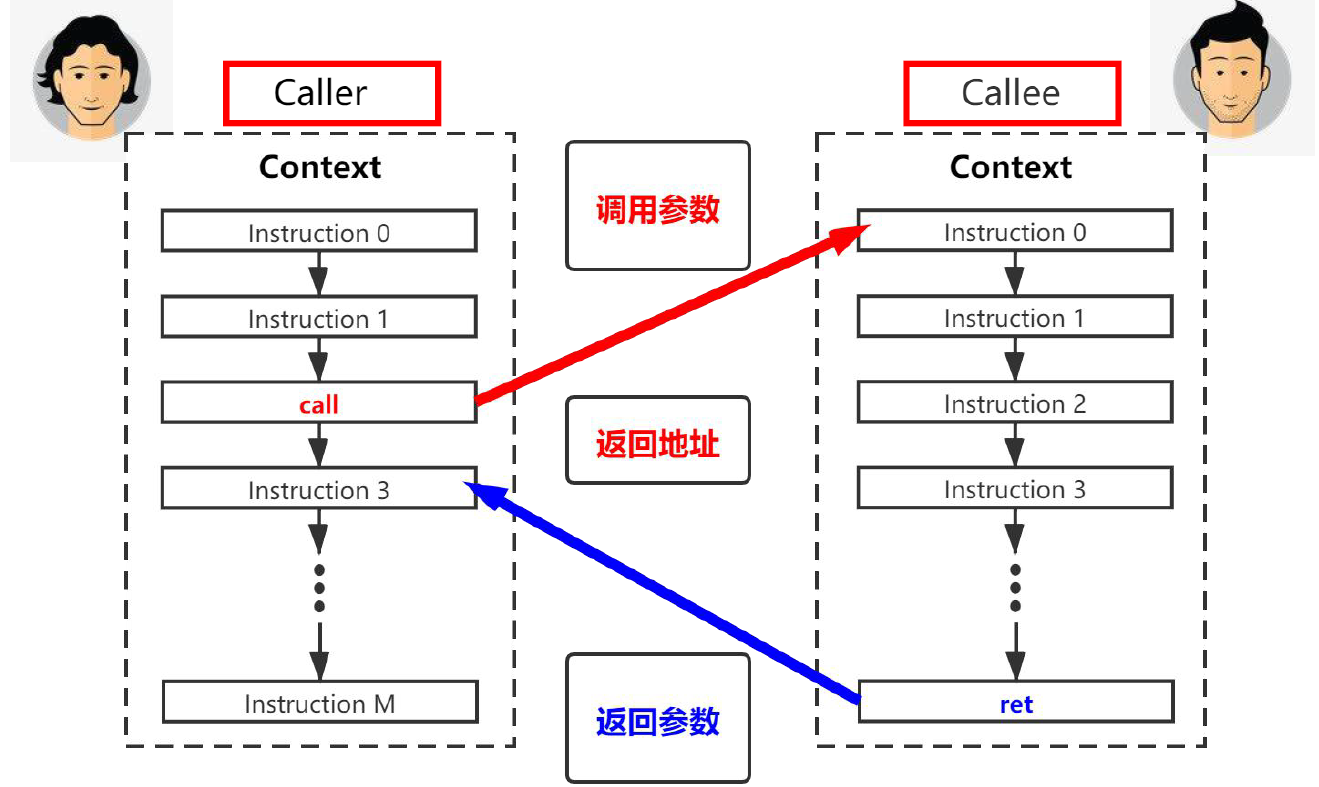 Caller
Context
Instruction 0
Instruction 1
call
Instruction 3
Instruction M
调用参数
返回地址
返回参数
Callee
Context
Instruction 0
Instruction 1
Instruction 2
Instruction 3
ret